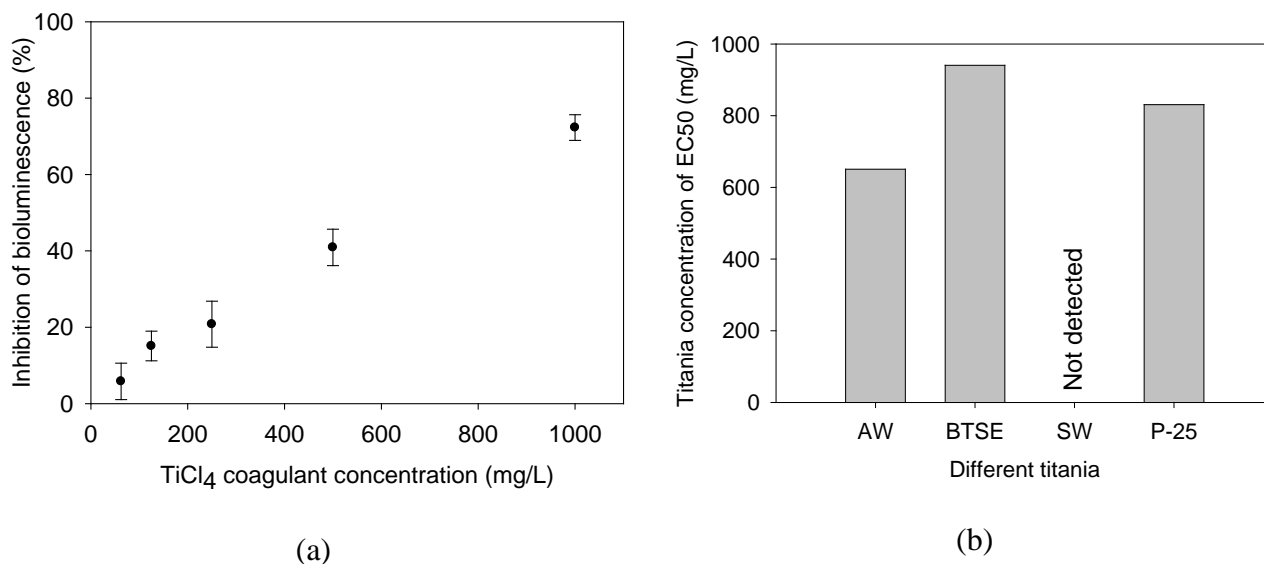 Inhibition of bioluminescence (%)
100
80
60
40
20
0
0 200 400 600 800 1000
TiCl4 coagulant concentration (mg/L)
(a)
Titania concentration of EC50 (mg/L)
1000
800
600
400
200
0
Not detected
AW BTSE SW P-25
Different titania
(b)